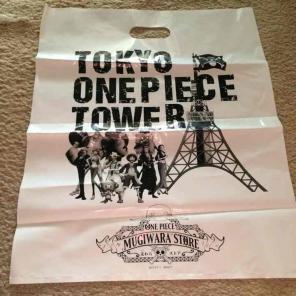 TOKYO
ONE PIECE
TOWER
ONE PIECE
MUGIWARA STORE